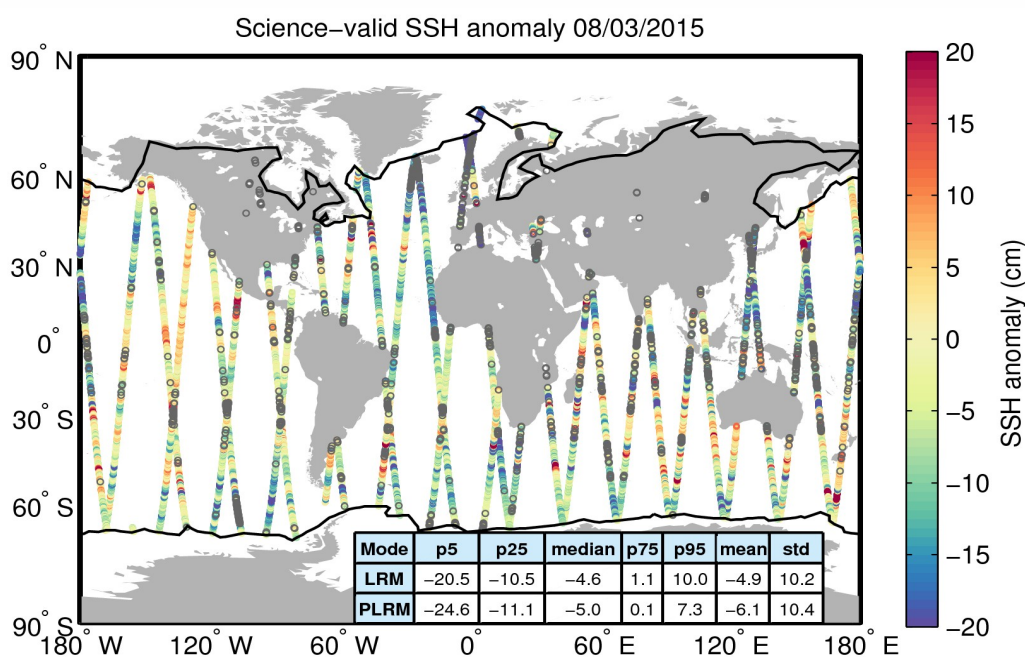 Science−valid SSH anomaly 08/03/2015
90° N
60° N
30° N
0°
30° S
60° S
90° S
180° W
120° W
60° W
0°
60° E
120° E
180° E
20
15
10
5
0
−5
−10
−15
−20
SSH anomaly (cm)
Mode p5 p25 median p75 p95 mean std
LRM −20.5 −10.5 −4.6 1.1 10.0 −4.9 10.2
PLRM −24.6 −11.1 −5.0 0.1 7.3 −6.1 10.4